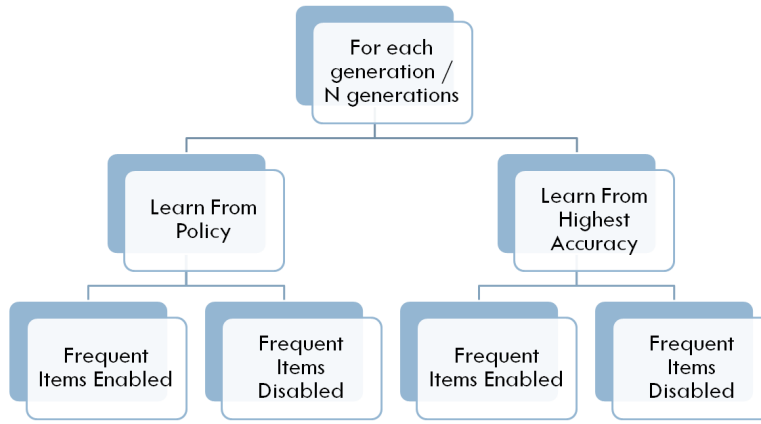 For each
generation /
N generations
Learn From
Policy
Learn From
Highest
Accuracy
Frequent
Items Enabled
Frequent
Items
Disabled
Frequent
Items Enabled
Frequent
Items
Disabled